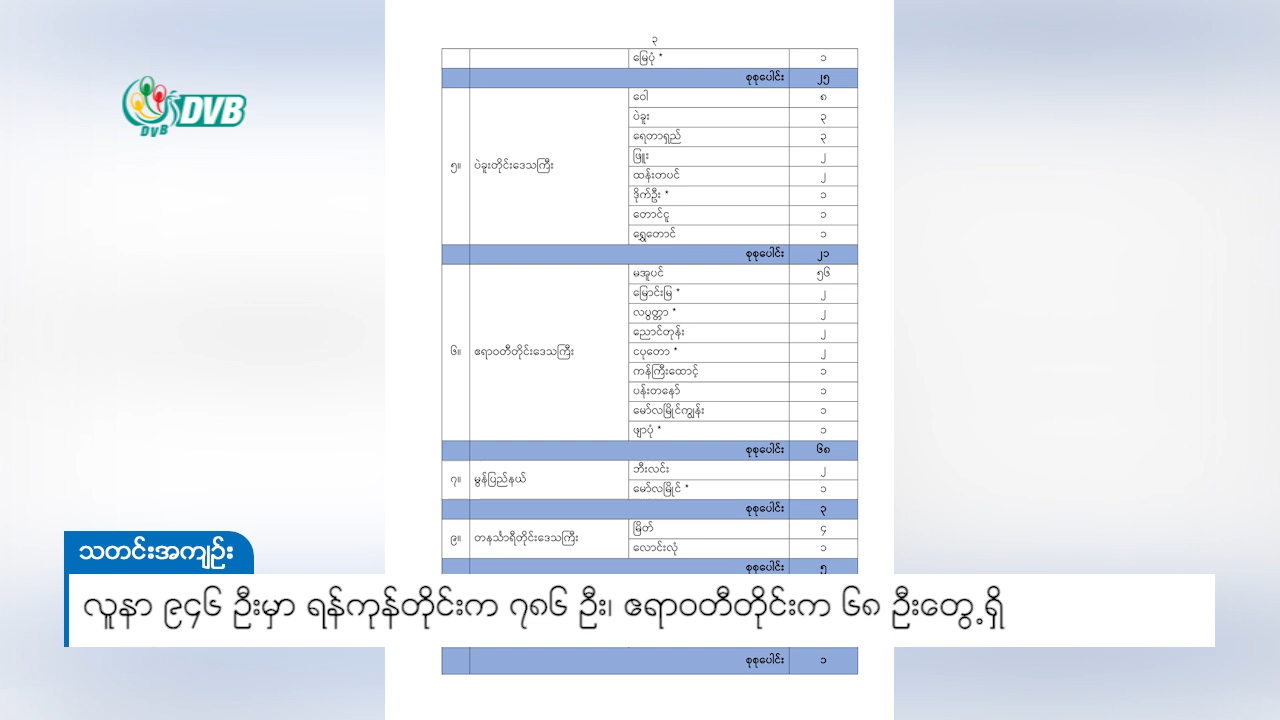 ၃
မြေပုံ * ၁
စုစုပေါင်း ၂၅
DVB
DVB
၅။ ပဲခူးတိုင်းဒေသကြီး
ဝေါ ၈
ပဲခူး ၃
ရေတာရှည် ၃
ဖြူး ၂
ထန်းတပင် ၂
ဒိုက်ဦး * ၁
တောင်ငူ ၁
ရွှေတောင် ၁
စုစုပေါင်း ၂၁
၆။ ဧရာဝတီတိုင်းဒေသကြီး
မအူပင် ၅၆
မြောင်းမြ * ၂
လပွတ္တာ * ၂
ညောင်တုန်း ၂
ငပုတော * ၂
ကန်ကြီးထောင့် ၁
ပန်းတနော် ၁
မော်လမြိုင်ကျွန်း ၁
ဖျာပုံ * ၁
စုစုပေါင်း ၆၈
၇။ မွန်ပြည်နယ်
ဘီးလင်း ၂
မော်လမြိုင် * ၁
စုစုပေါင်း ၃
၉။ တနင်္သာရီတိုင်းဒေသကြီး
မြိတ် ၄
လောင်းလုံ ၁
စုစုပေါင်း ၅
သတင်းအကျဉ်း
လူနာ ၉၄၆ ဦးမှာ ရန်ကုန်တိုင်းက ၇၈၆ ဦး၊ ဧရာဝတီတိုင်းက ၆၈ ဦးတွေ့ရှိ
စုစုပေါင်း ၁